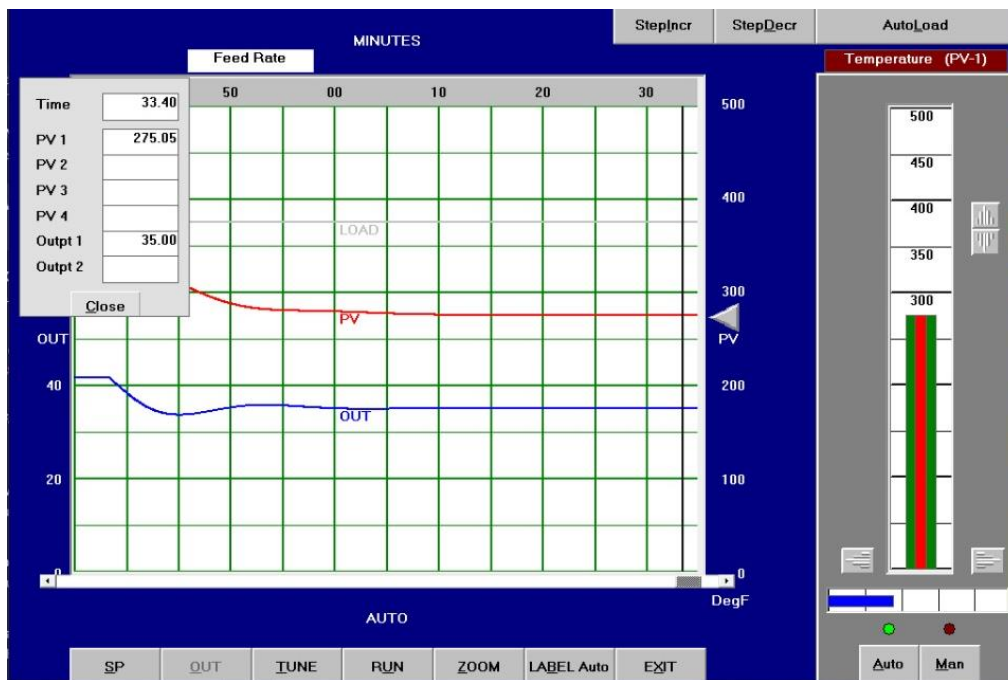 StepIncr StepDecr AutoLoad
MINUTES
Feed Rate
Temperature (PV-1)
50 00 10 20 30
Time 33.40
PV 1 275.05
PV 2
PV 3
PV 4
Outpt 1 35.00
Outpt 2
Close
500
400
300
PV
200
100
0
DegF
LOAD
PV
OUT
OUT
40
20
0
500
450
400
350
300
AUTO
SP OUT TUNE RUN ZOOM LABEL Auto EXIT
Auto Man